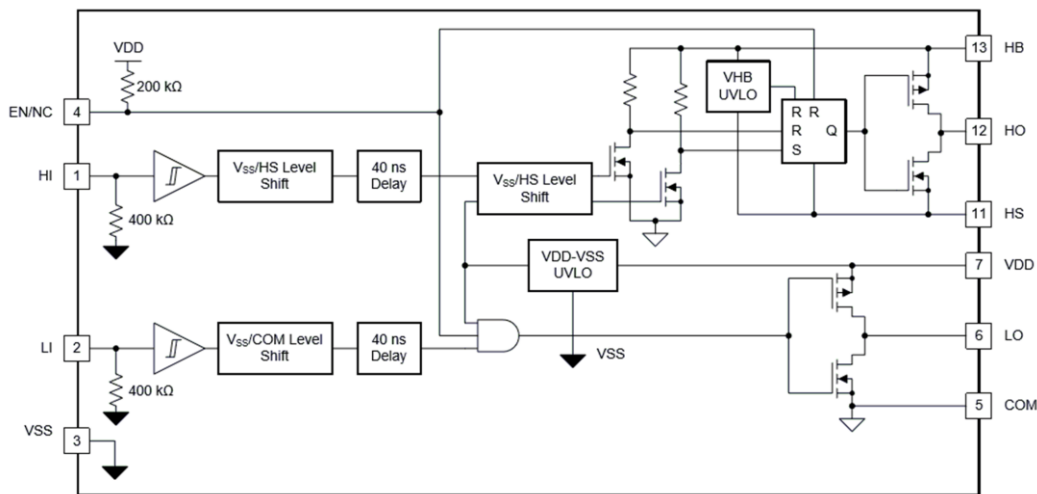 VDD
200 kΩ
EN/NC
4
HI
1
400 kΩ
VSS/HS Level
Shift
40 ns
Delay
VSS/HS Level
Shift
VHB
UVLO
R R
R Q
S
13 HB
12 HO
11 HS
VDD-VSS
UVLO
7 VDD
LI
2
400 kΩ
VSS/COM Level
Shift
40 ns
Delay
VSS
6 LO
5 COM
VSS
3